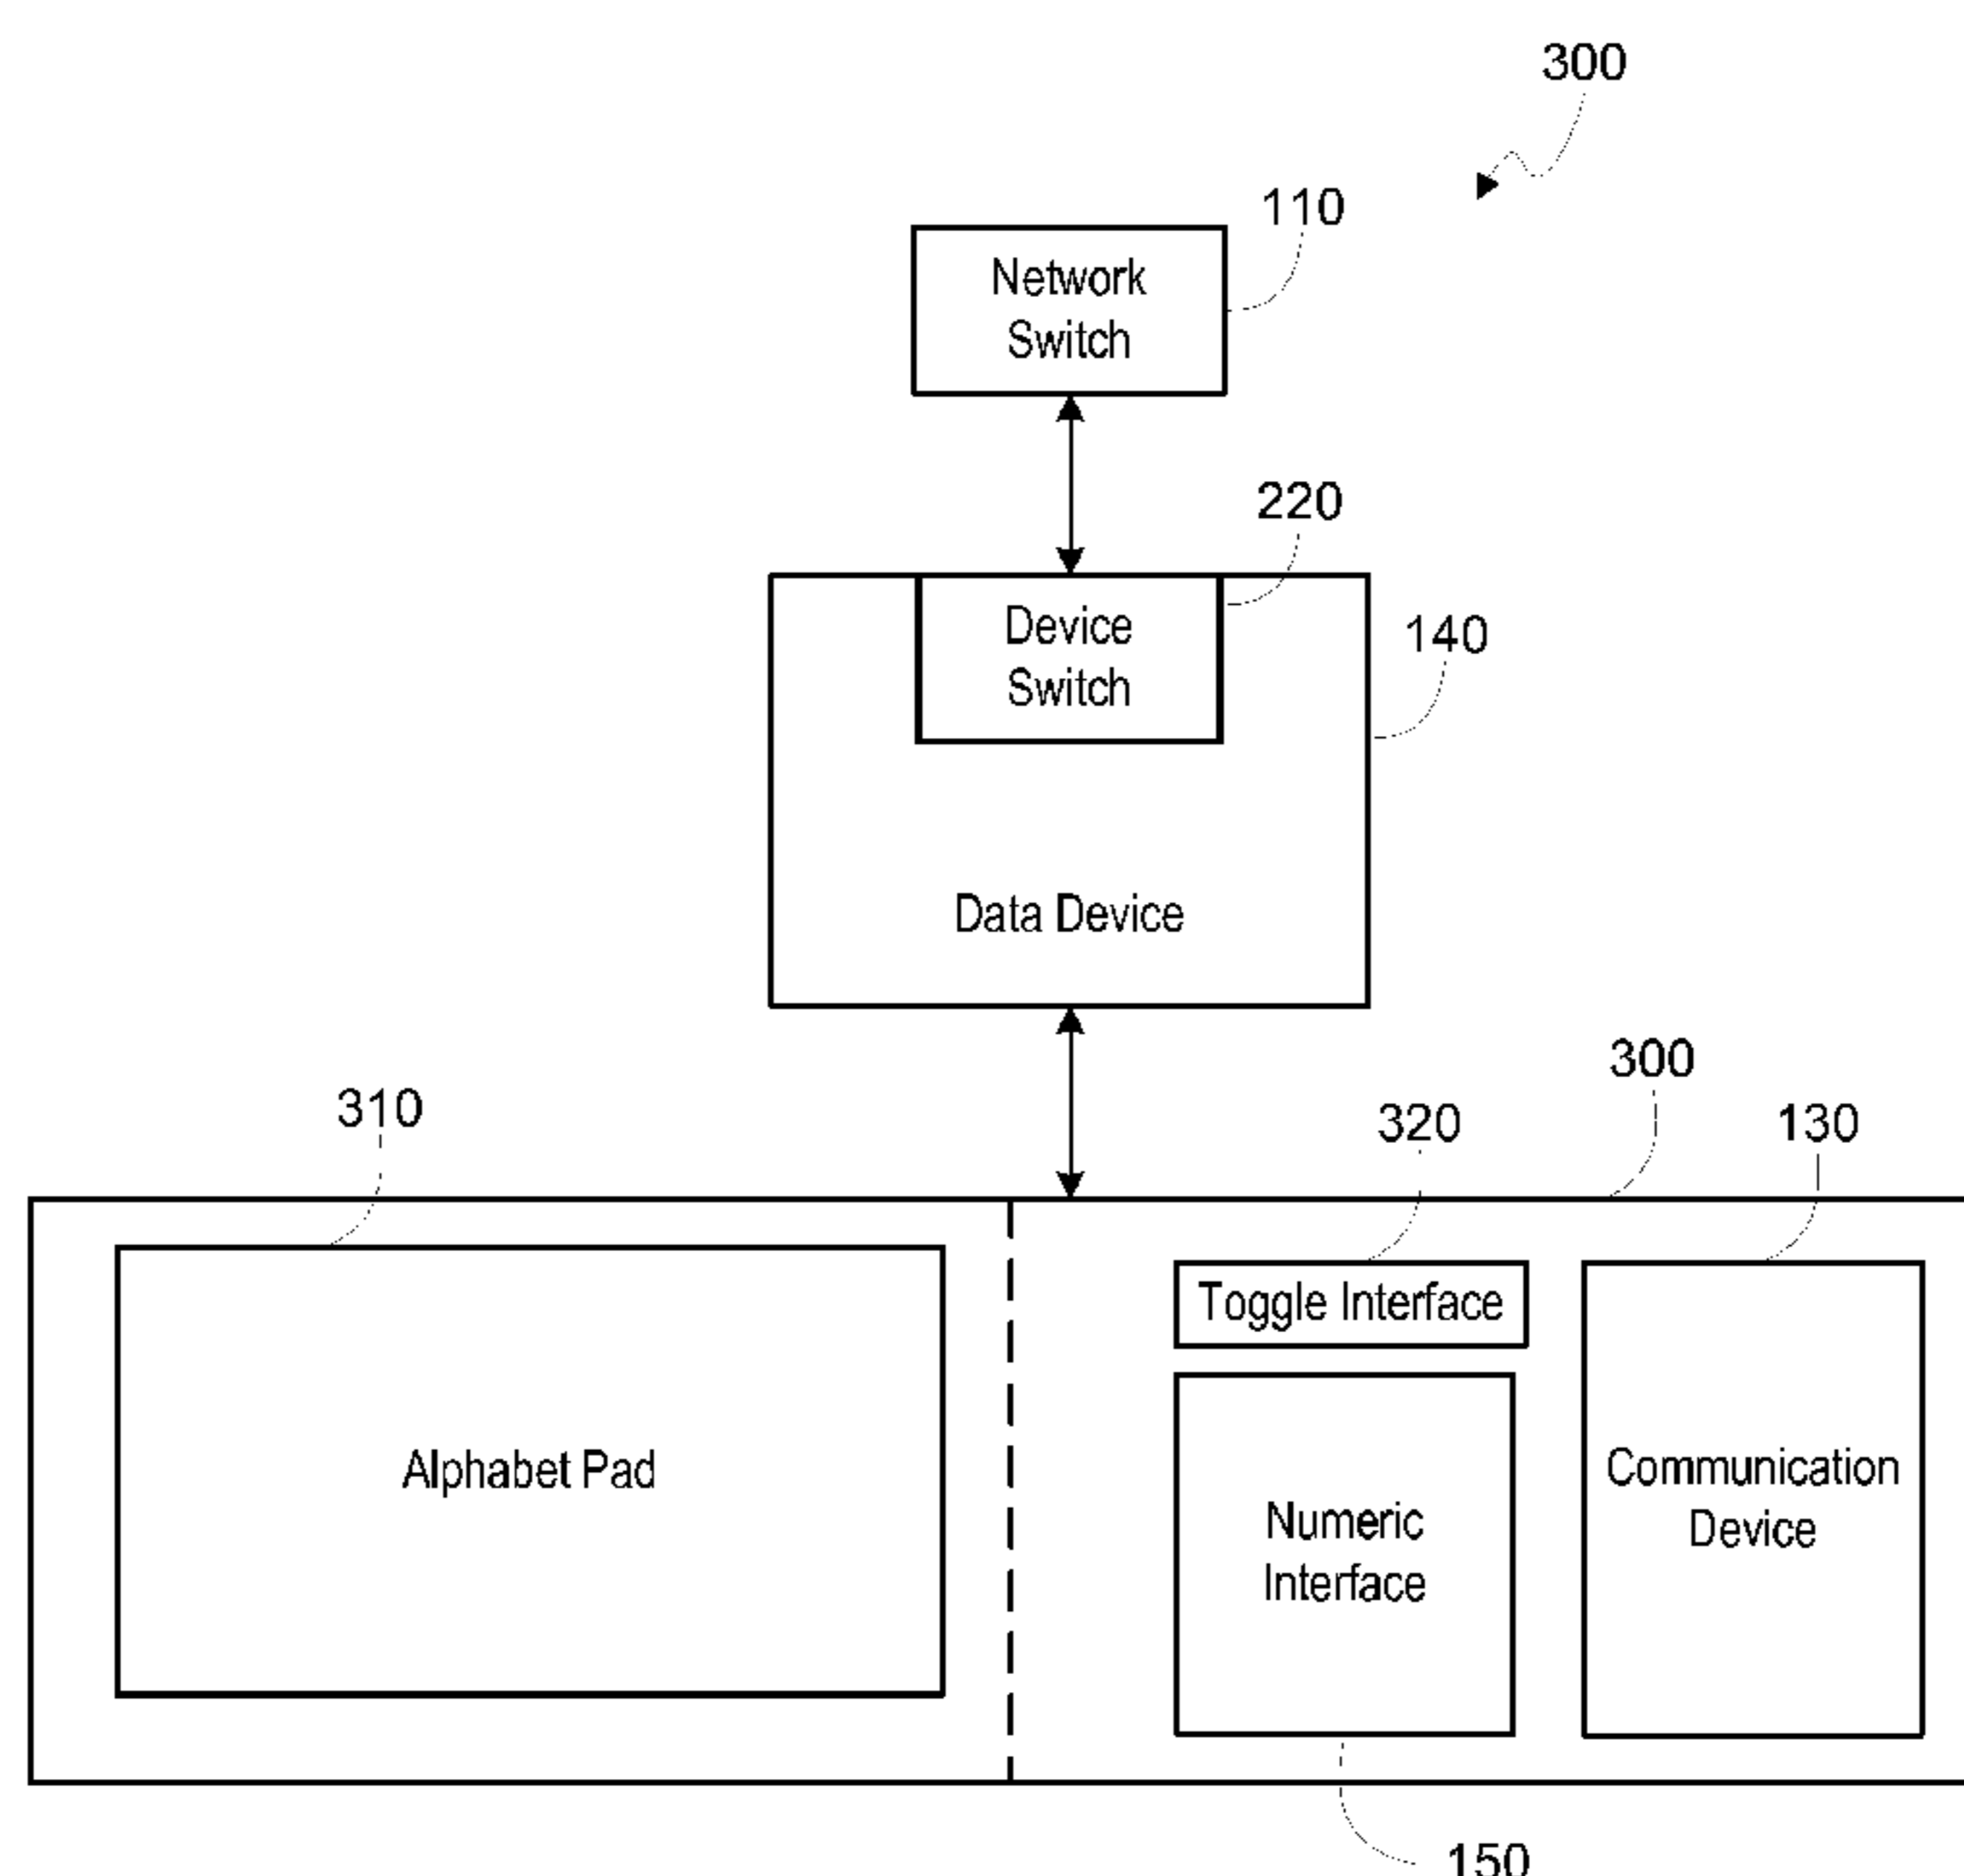 300
110
Network
Switch
220
Device
Switch
140
Data Device
300
310
320
130
Toggle Interface
Alphabet Pad
Numeric
Interface
Communication
Device
150